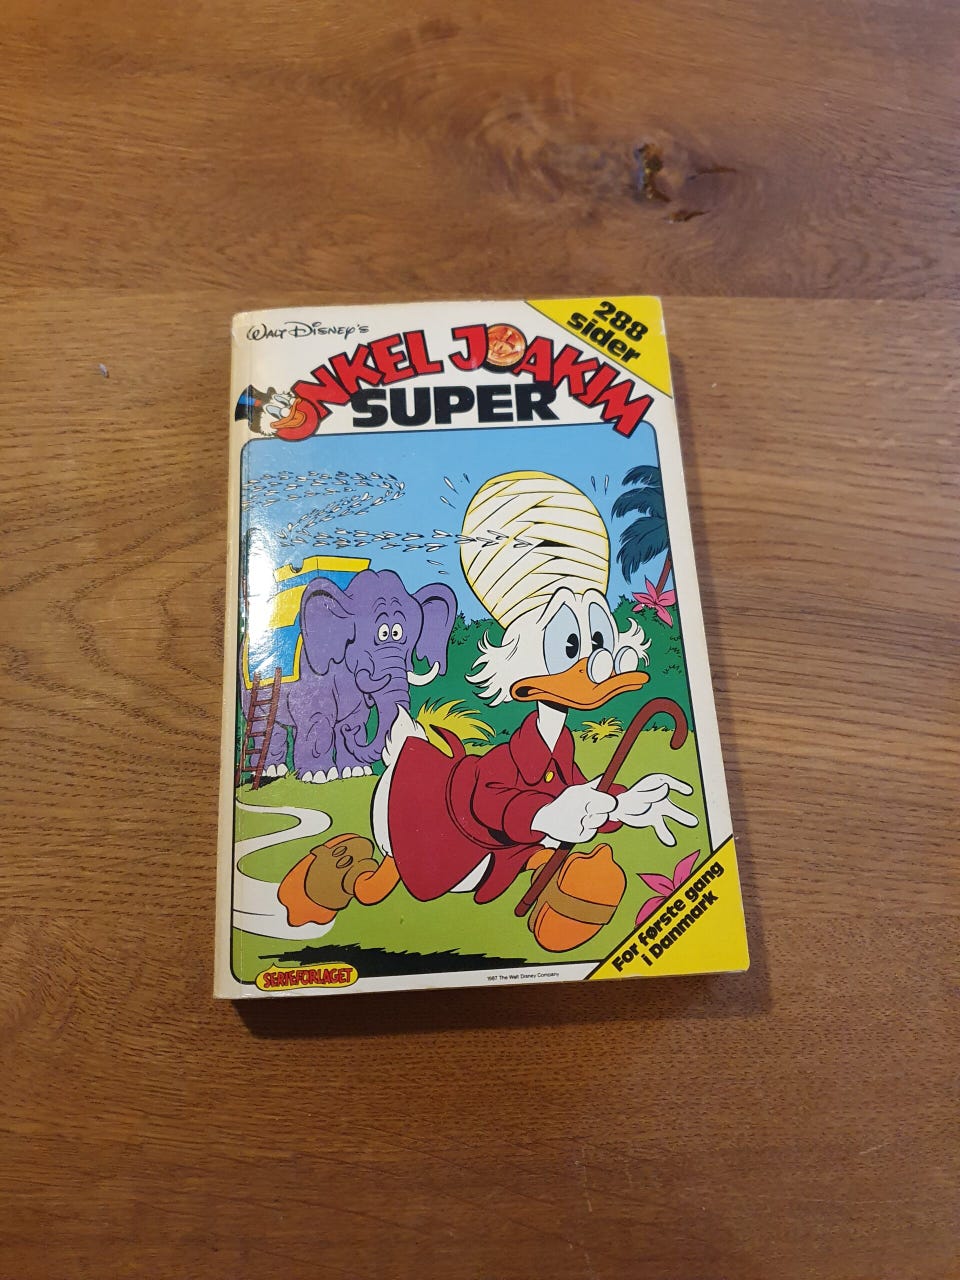 WALT DISNEY'S
288
sider
ONKEL JOAKIM
SUPER
For første gang
i Danmark
SERIEFORLAGET
1987 The Walt Disney Company